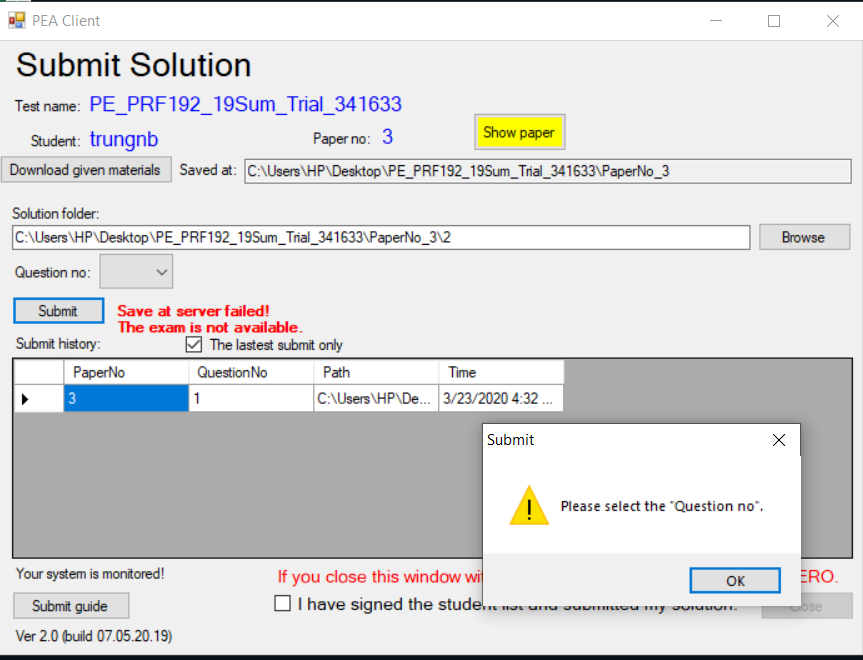 PEA Client
Submit Solution
Test name: PE_PRF192_19Sum_Trial_341633
Student: trungnb Paper no: 3 Show paper
Download given materials Saved at: C:\Users\HP\Desktop\PE_PRF192_19Sum_Trial_341633\PaperNo_3
Solution folder:
C:\Users\HP\Desktop\PE_PRF192_19Sum_Trial_341633\PaperNo_3\2 Browse
Question no:
Submit Save at server failed!
The exam is not available.
Submit history: The lastest submit only
PaperNo QuestionNo Path Time
3 1 C:\Users\HP\De... 3/23/2020 4:32 ...
Submit
Please select the "Question no".
OK
Your system is monitored! If you close this window ERO.
Submit guide I have signed the student list and submitted my solution. Close
Ver 2.0 (build 07.05.20.19)